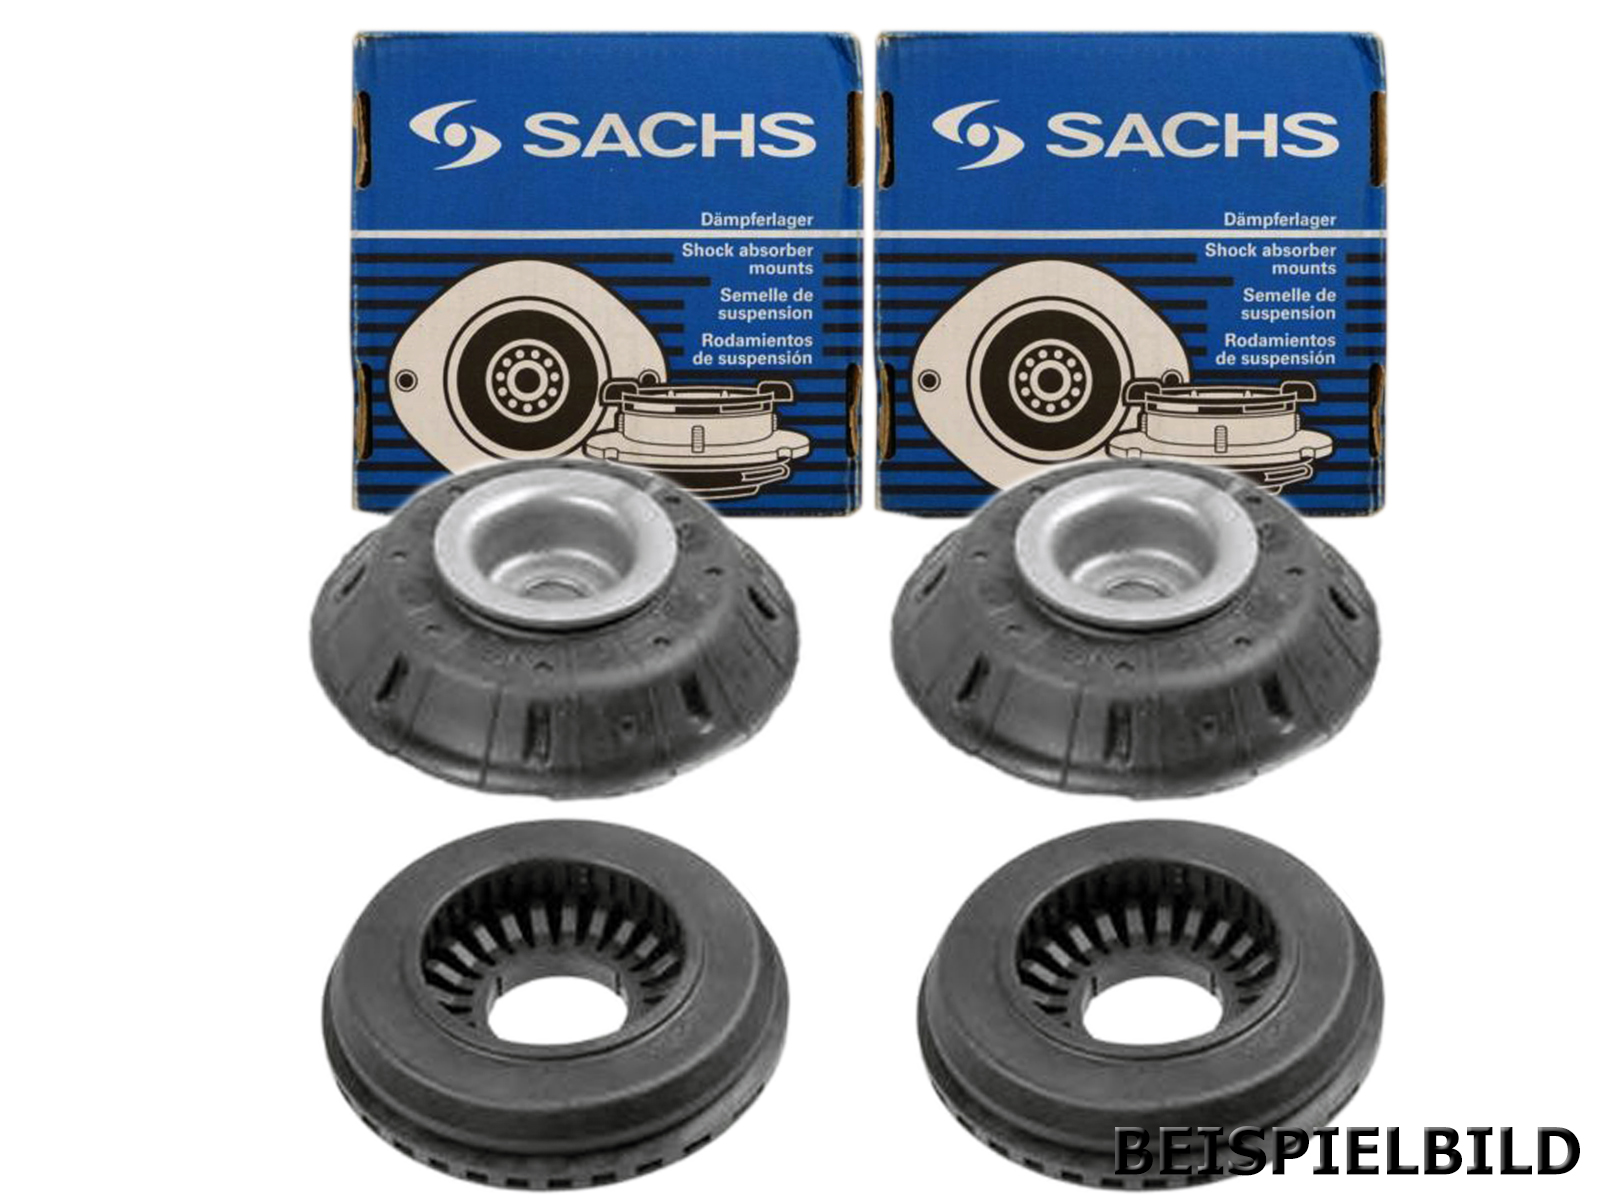 SACHS
Dämpferlager
Shock absorber
mounts
Semelle de
suspension
Rodamientos
de suspensión
SACHS
Dämpferlager
Shock absorber
mounts
Semelle de
suspension
Rodamientos
de suspensión
BEISPIELBILD